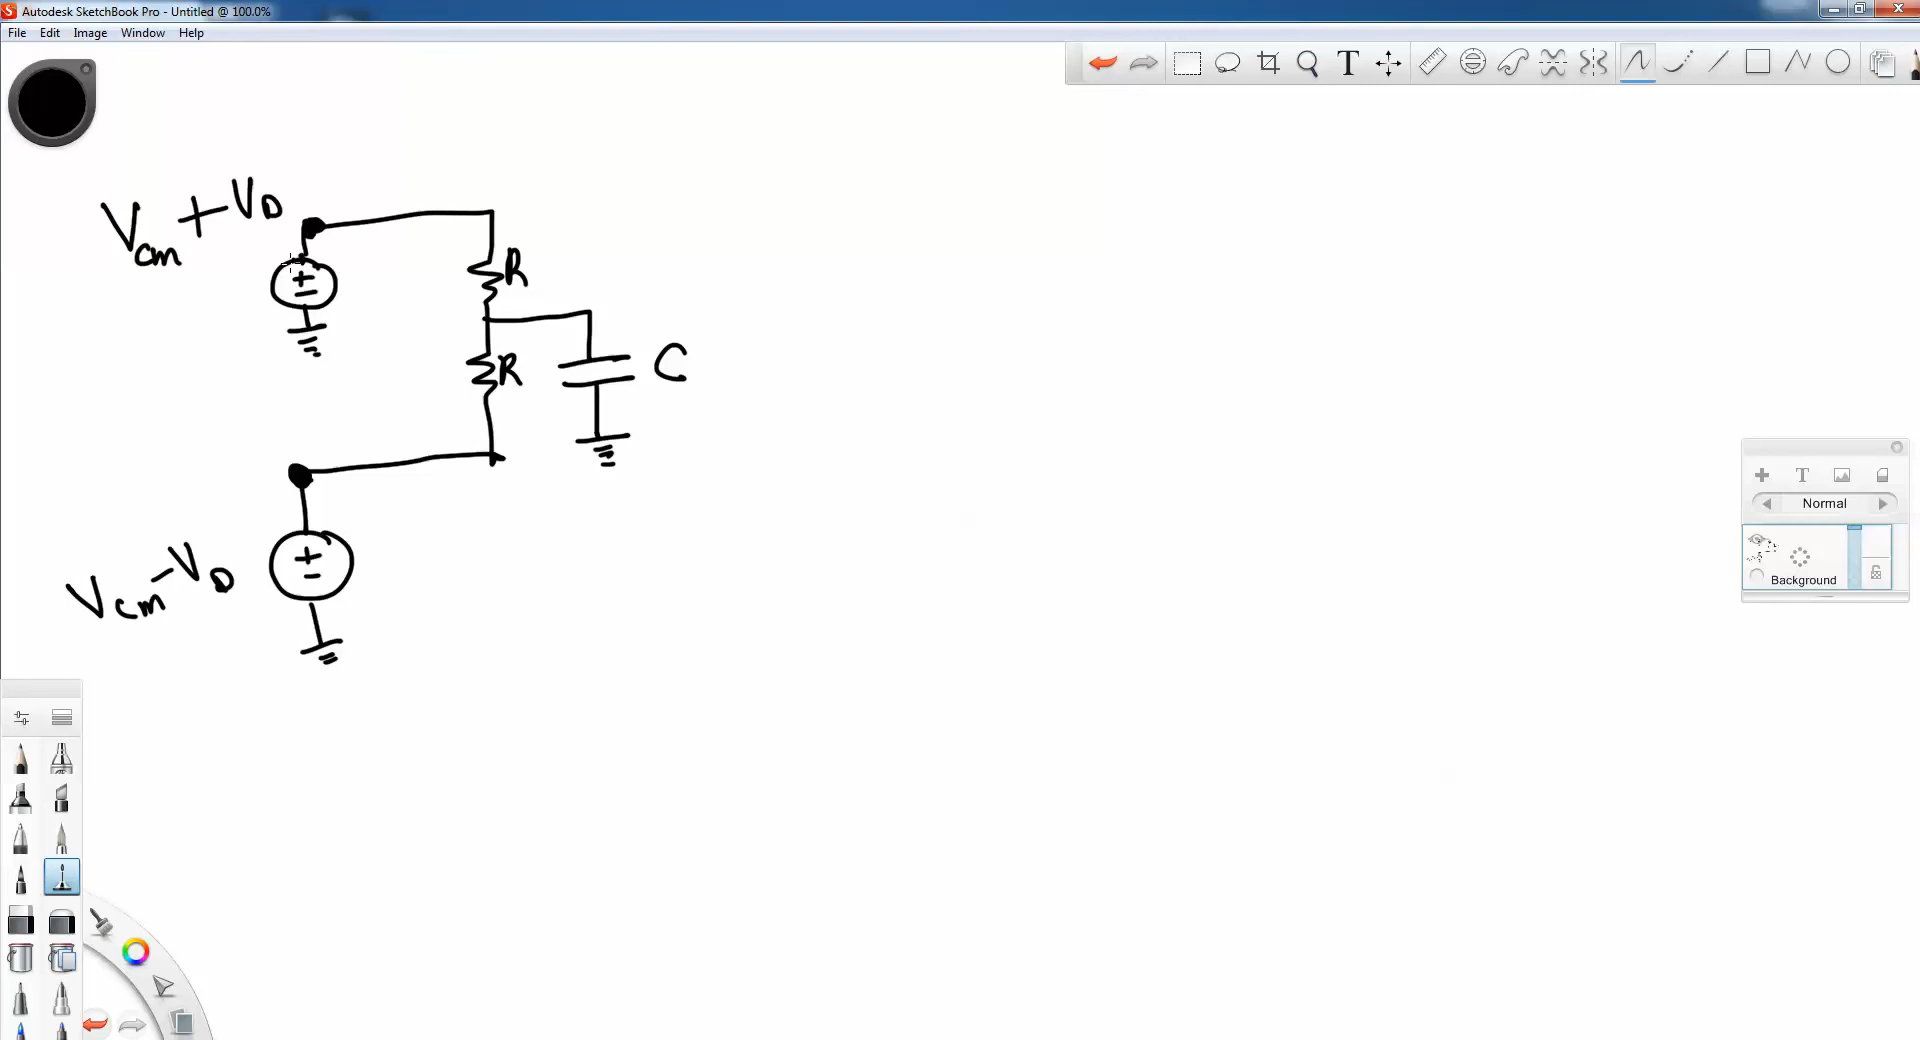 Autodesk SketchBook Pro - Untitled @ 100.0%
File Edit Image Window Help
T
Vcm + VD
+
-
R
R
C
Vcm - VD
+
-
T
Normal
Background